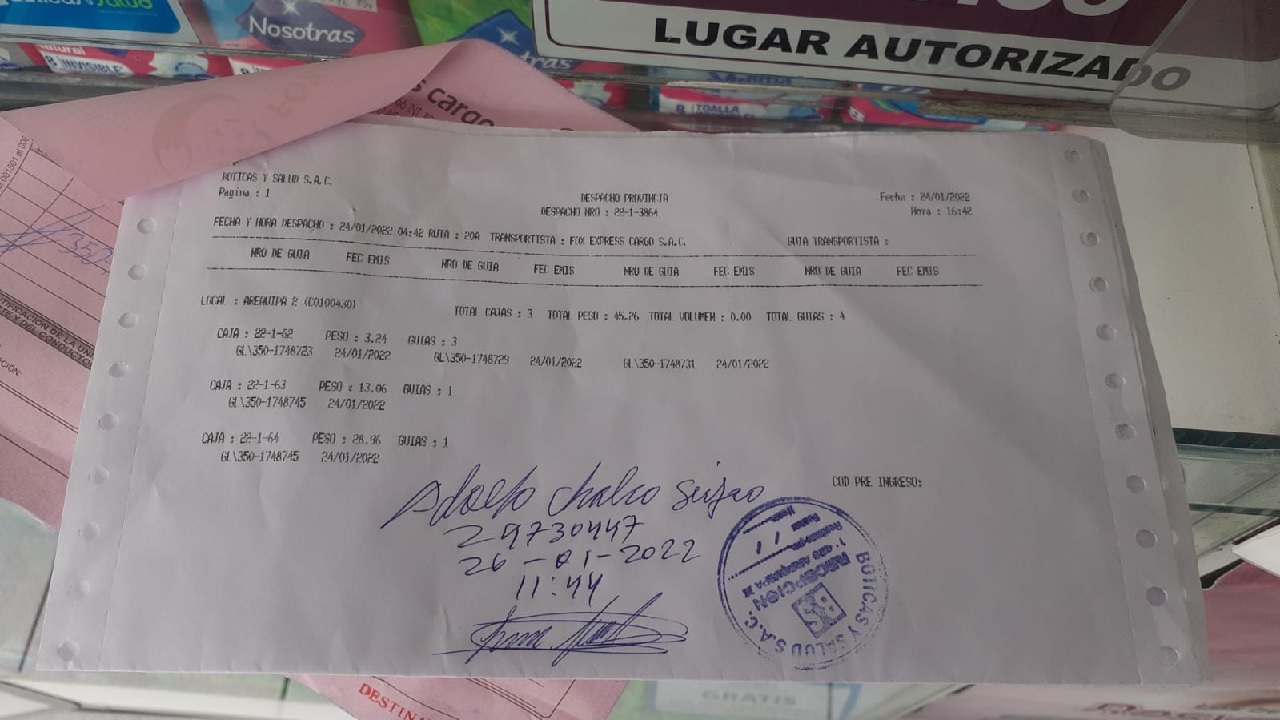 Nosotras
LUGAR AUTORIZADO
8 INVISIBLE
TOALLA
cargo
BOTICAS Y SALUD S.A.C.
Pagina : 1
DESPACHO PROVINCIA
DESPACHO NRO : 22-1-3864
Fecha : 24/01/2022
Hora : 16:42
FECHA Y HORA DESPACHO : 24/01/2022 04:42 RUTA : 20A TRANSPORTISTA : FOX EXPRESS CARGO S.A.C. GUIA TRANSPORTISTA :
NRO DE GUIA FEC EMIS NRO DE GUIA FEC EMIS NRO DE GUIA FEC EMIS NRO DE GUIA FEC EMIS
LOCAL : AREQUIPA 2 (C0100430) TOTAL CAJAS : 3 TOTAL PESO : 45.26 TOTAL VOLUMEN : 0.00 TOTAL GUIAS : 4
CAJA : 22-1-62 PESO : 3.24 GUIAS : 3
GL\350-1748723 24/01/2022 GL\350-1748729 24/01/2022 GL\350-1748731 24/01/2022
CAJA : 22-1-63 PESO : 13.06 GUIAS : 1
GL\350-1748745 24/01/2022
CAJA : 22-1-64 PESO : 28.96 GUIAS : 1
GL\350-1748745 24/01/2022
COD PRE INGRESO:
29730447
26-01-2022
11:44
BOTICAS Y SALUD S.A.C.
BS
RECEPCIÓN
GRATIS